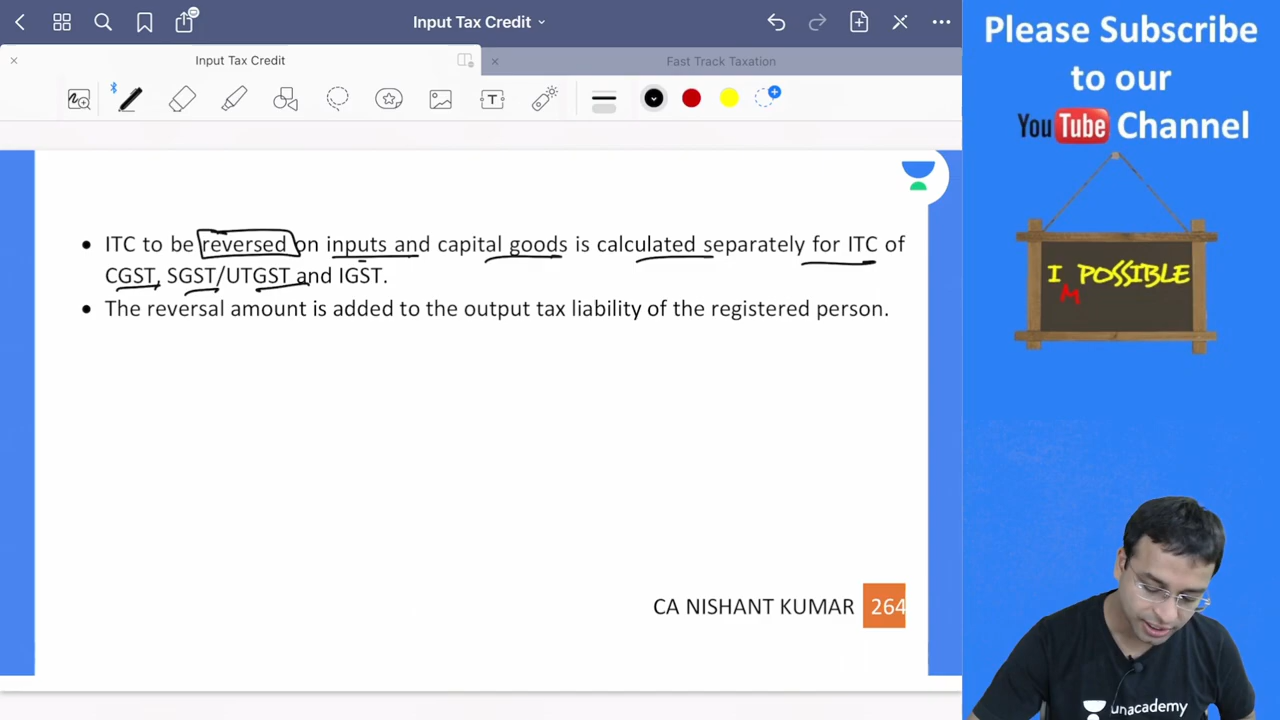 Input Tax Credit
Input Tax Credit
Fast Track Taxation
• ITC to be reversed on inputs and capital goods is calculated separately for ITC of
CGST, SGST/UTGST and IGST.
• The reversal amount is added to the output tax liability of the registered person.
CA NISHANT KUMAR 264
Please Subscribe
to our
YouTube Channel
I M POSSIBLE
unacademy